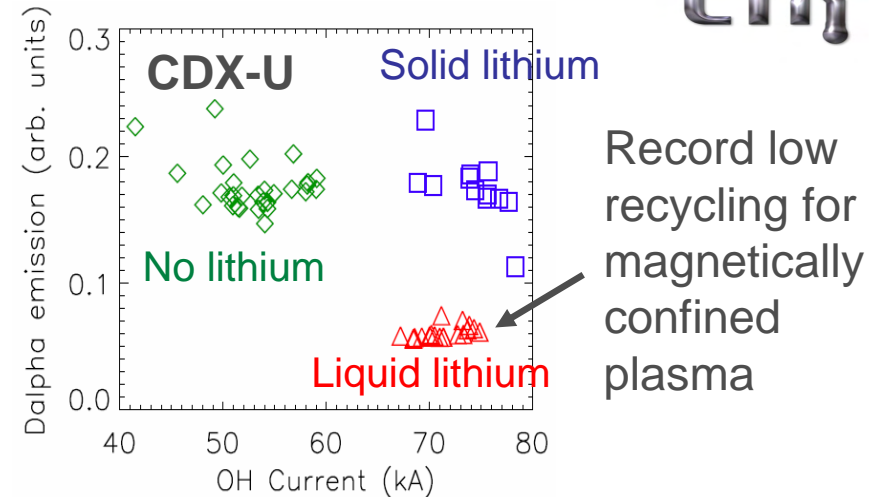 0.3
0.2
0.1
0.0
Dalpha emission (arb. units)
CDX-U
Solid lithium
No lithium
Liquid lithium
40 50 60 70 80
OH Current (kA)
Record low
recycling for
magnetically
confined
plasma